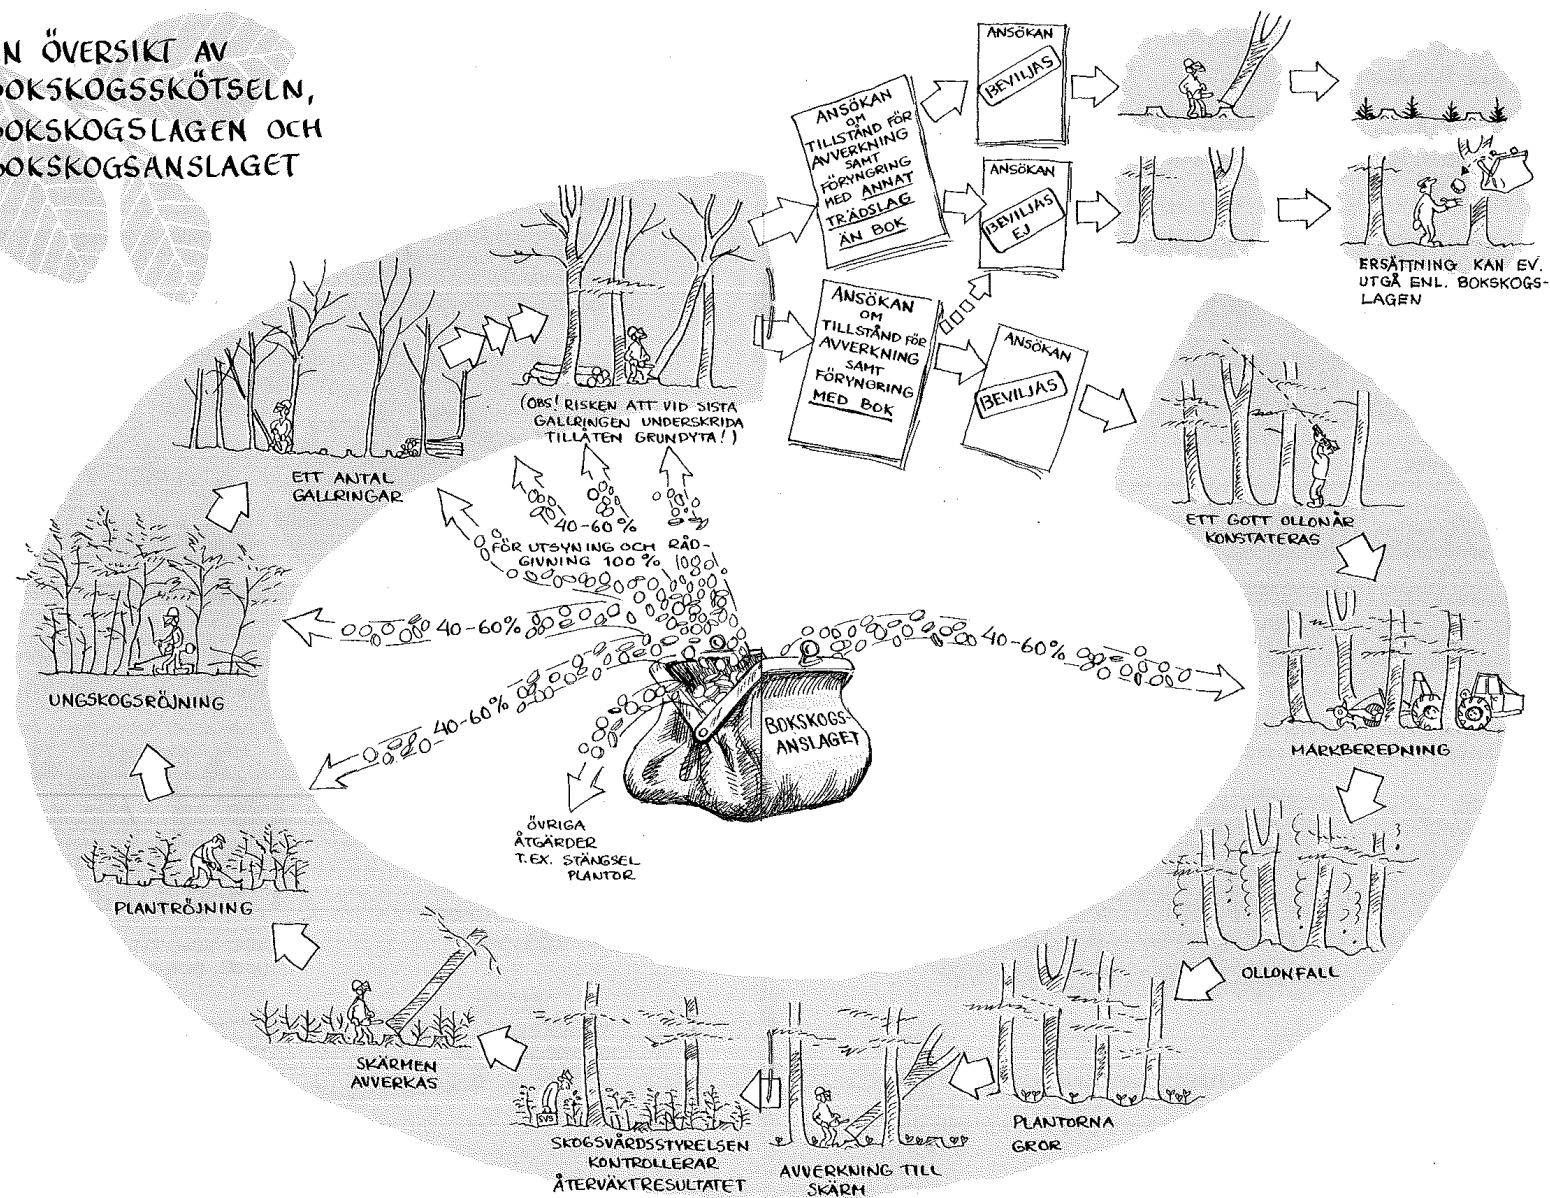 N ÖVERSIKT AV
BOKSKOGSSKÖTSELN,
BOKSKOGSLAGEN OCH
BOKSKOGSANSLAGET
ANSÖKAN
OM
TILLSTÅND FÖR
AVVERKNING
SAMT
FÖRYNGRING
MED ANNAT
TRÄDSLAG
ÄN BOK
ANSÖKAN
BEVILJAS
ANSÖKAN
BEVILJAS
EJ
ERSÄTTNING KAN EV.
UTGÅ ENL. BOKSKOGS-
LAGEN
ANSÖKAN
OM
TILLSTÅND FÖR
AVVERKNING
SAMT
FÖRYNGRING
MED BOK
ANSÖKAN
BEVILJAS
(OBS! RISKEN ATT VID SISTA
GALLRINGEN UNDERSKRIDA
TILLÅTEN GRUNDYTA!)
ETT ANTAL
GALLRINGAR
ETT GOTT OLLONÅR
KONSTATERAS
40-60%
FÖR UTSYNING OCH RÅD-
GIVNING 100%
40-60%
40-60%
40-60%
BOKSKOGS-
ANSLAGET
ÖVRIGA
ÅTGÄRDER
T.EX. STÄNGSEL
PLANTOR
UNGSKOGSRÖJNING
MARKBEREDNING
PLANTRÖJNING
OLLONFALL
SKÄRMEN
AVVERKAS
SVS
SKOGSVÅRDSSTYRELSEN
KONTROLLERAR
ÅTERVÄXTRESULTATET
AVVERKNING TILL
SKÄRM
PLANTORNA
GROR